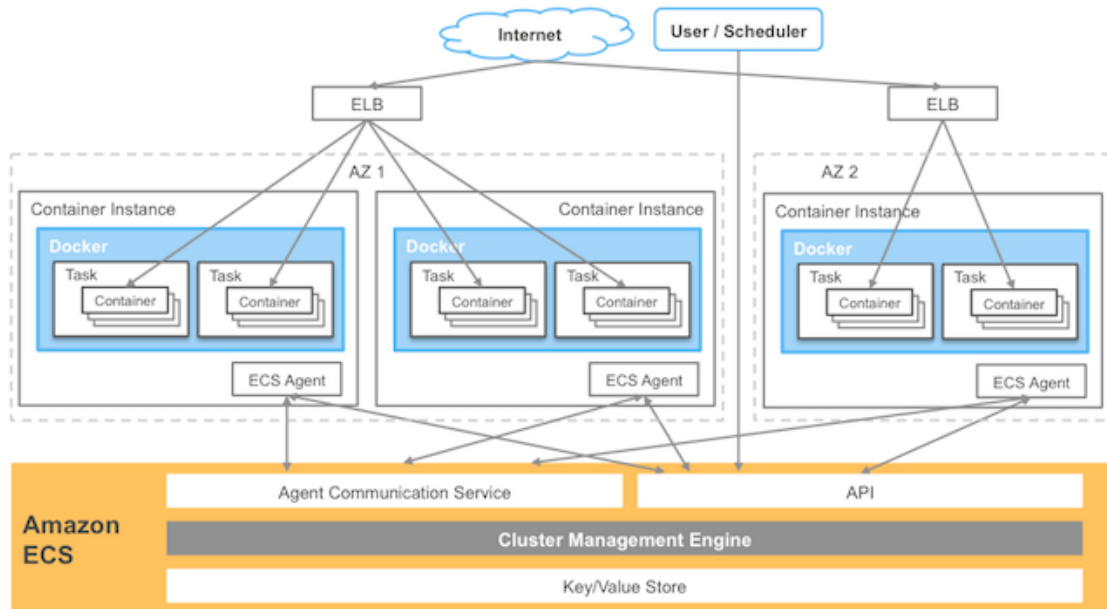 Internet
User / Scheduler
ELB
ELB
AZ 1
AZ 2
Container Instance
Container Instance
Container Instance
Docker
Docker
Docker
Task
Task
Task
Task
Task
Task
Container
Container
Container
Container
Container
Container
ECS Agent
ECS Agent
ECS Agent
Agent Communication Service
API
Amazon
ECS
Cluster Management Engine
Key/Value Store